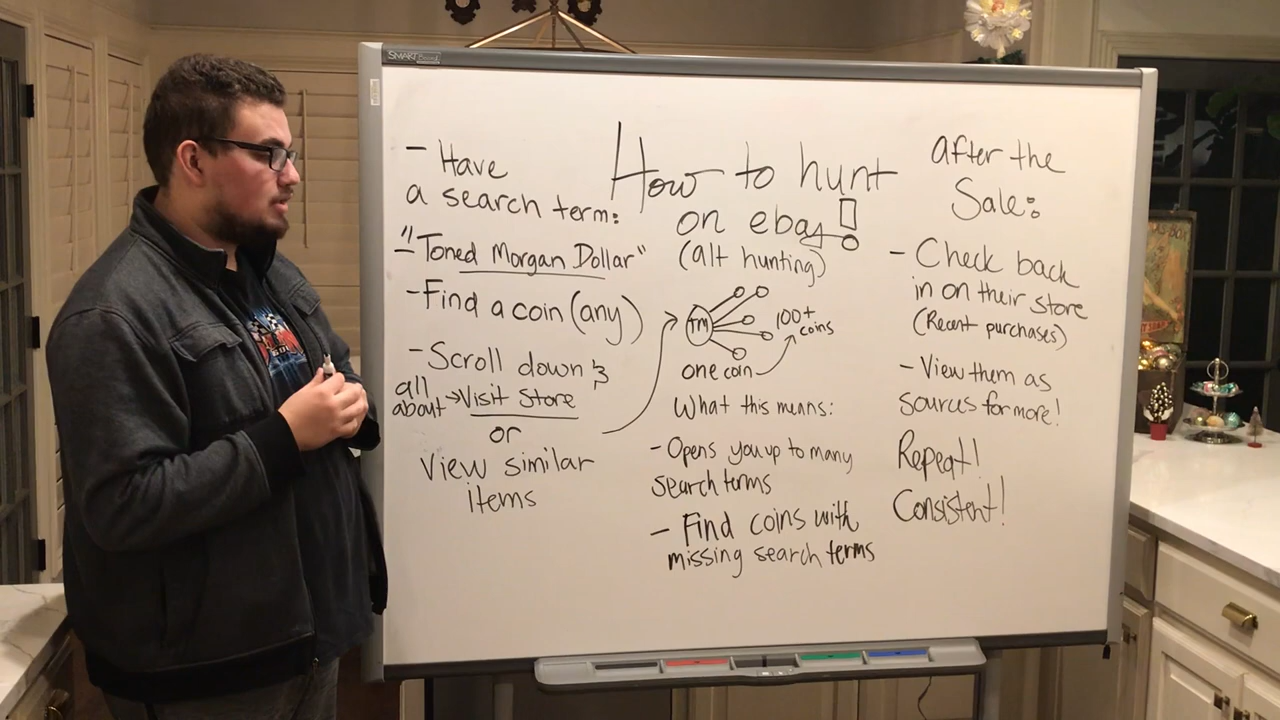 SMART Board
- Have
a search term:
- "Toned Morgan Dollar"
- Find a coin (any)
- Scroll down &
all about → Visit Store
or
View similar
items
How to hunt
on ebay!
(alt hunting)
TM
100+
coins
one coin
What this means:
- Opens you up to many
search terms
- Find coins with
missing search terms
after the
Sale:
- Check back
in on their store
(Recent purchases)
- View them as
sources for more!
Repeat!
Consistent!